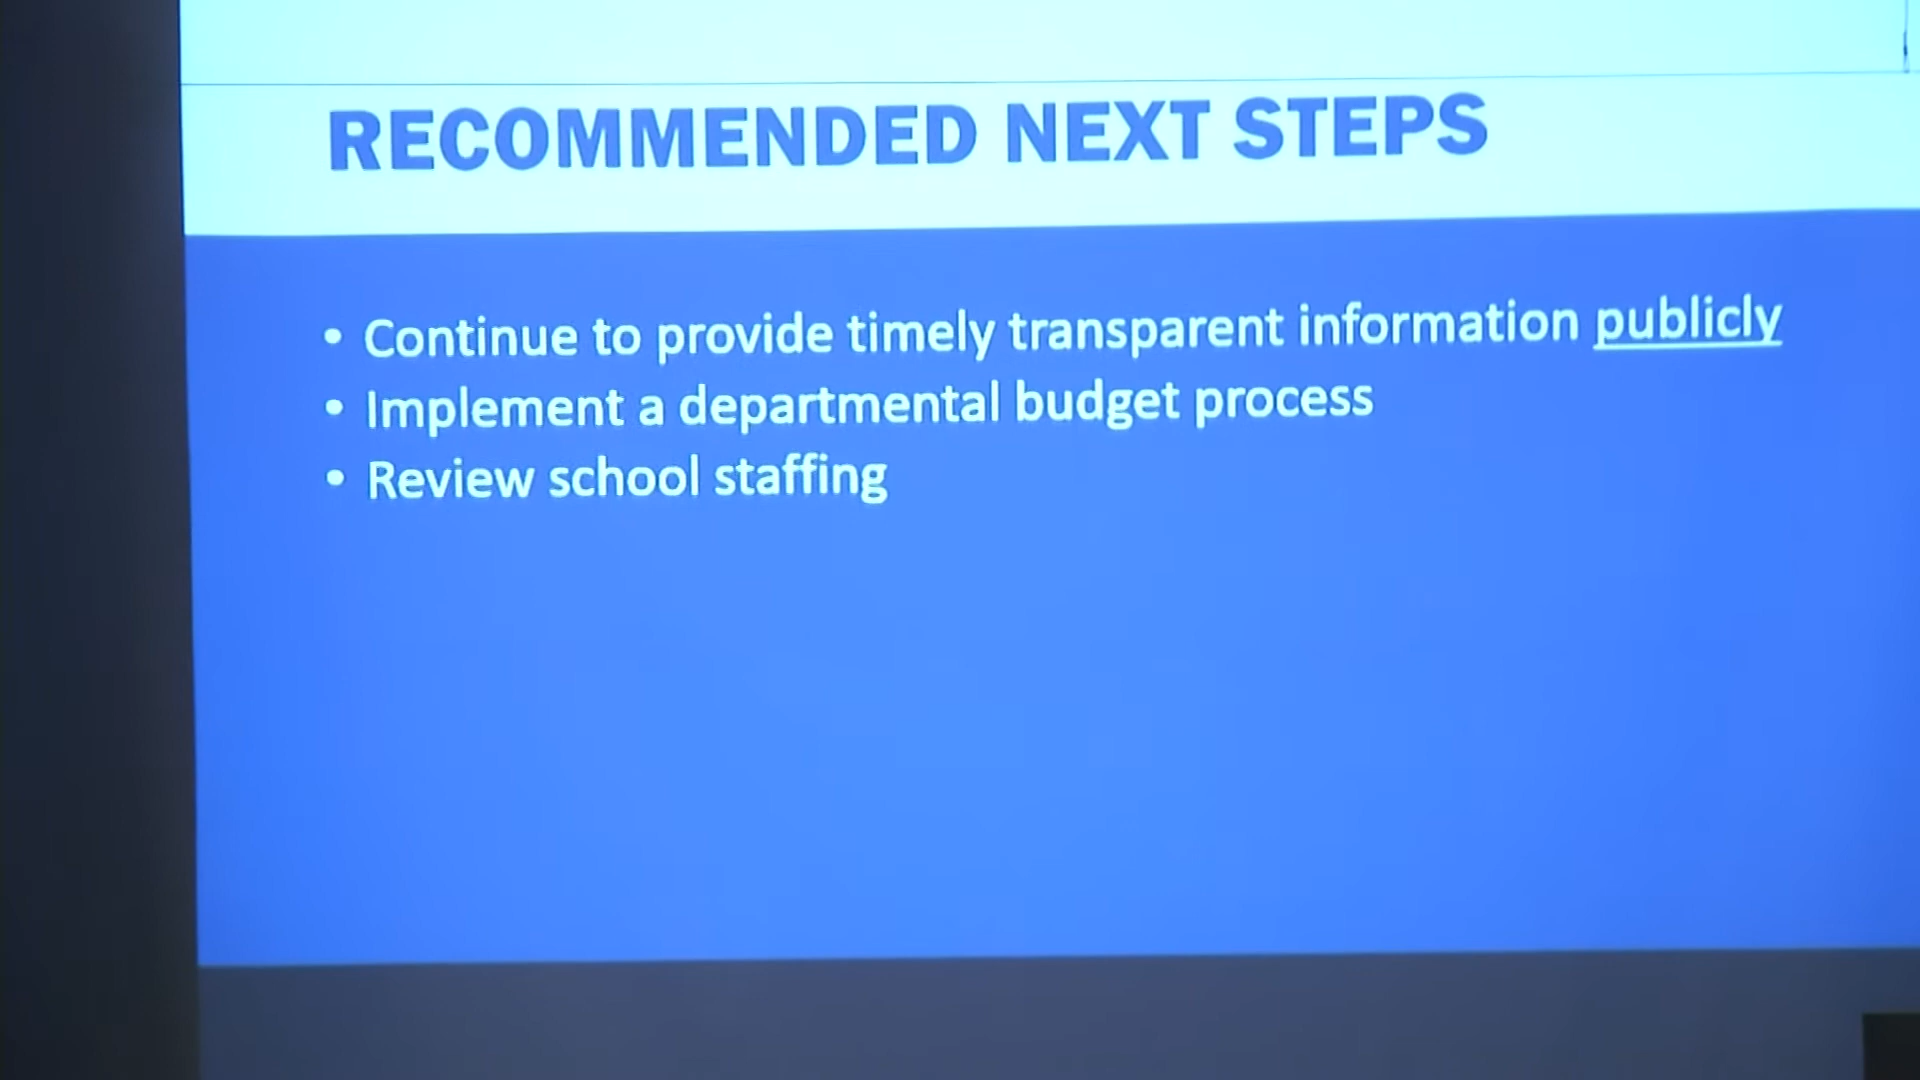 RECOMMENDED NEXT STEPS
• Continue to provide timely transparent information publicly
• Implement a departmental budget process
• Review school staffing